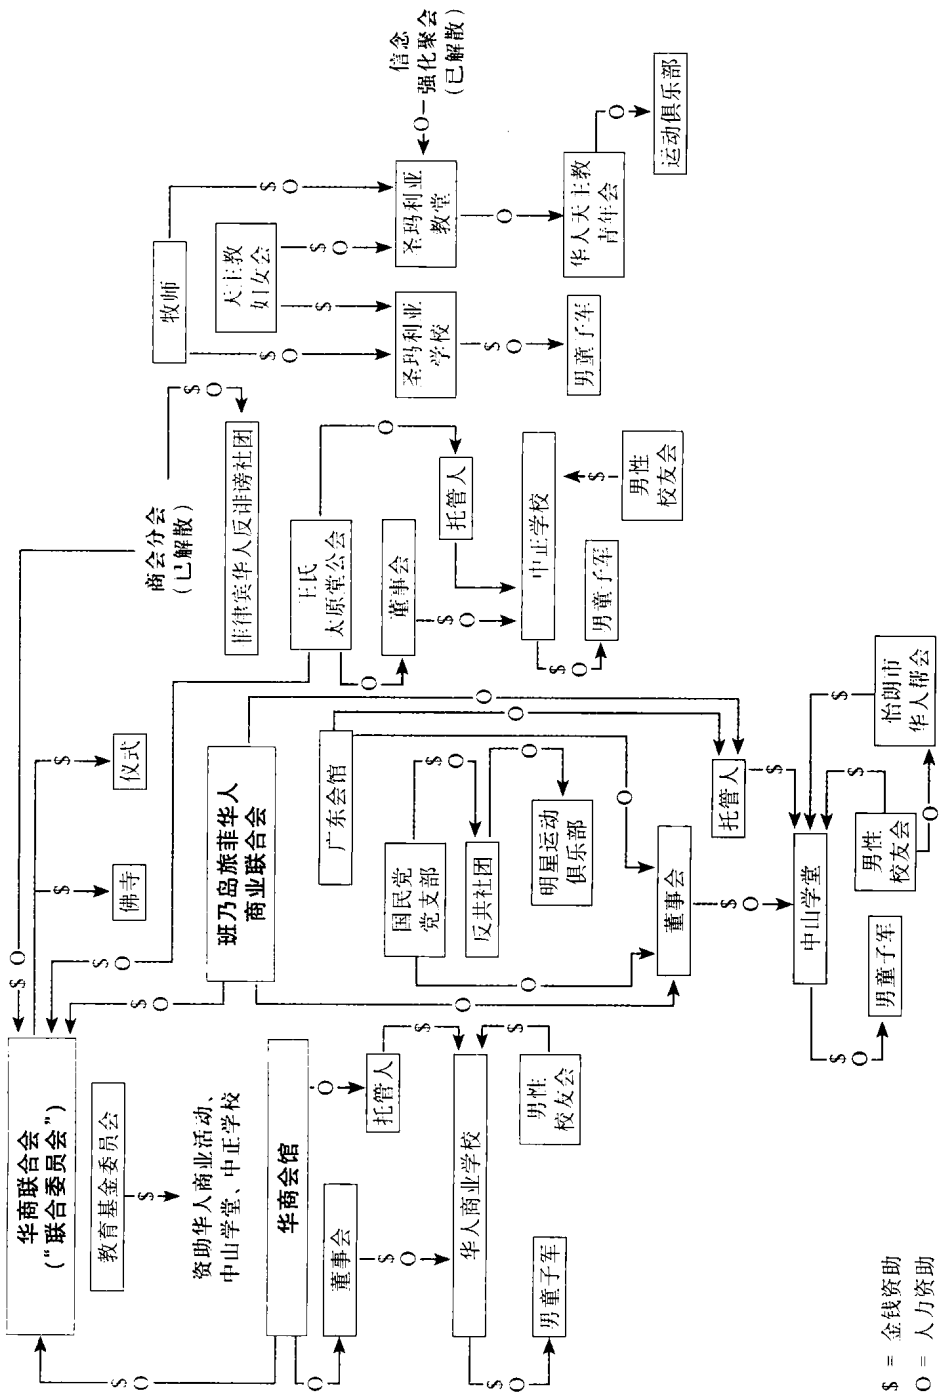 华商联合会
（“联合委员会”）
教育基金委员会
$
资助华人商业活动、
中山学堂、中正学校
$
O
华商会馆
O
董事会
$
O
O
托管人
$
华人商业学校
$
男性
校友会
$
O
男童子军
$
佛寺
$
仪式
$
O
商会分会
（已解散）
$
O
菲律宾华人反诽谤社团
$
O
王氏
太原堂公会
O
董事会
$
O
O
托管人
中正学校
$
男性
校友会
$
O
男童子军
$
O
班乃岛旅菲华人
商业联合会
O
O
广东会馆
O
O
国民党
党支部
$
O
反共社团
O
明星运动
俱乐部
O
董事会
$
O
托管人
$
中山学堂
$
男性
校友会
O
$
怡朗市
华人帮会
$
O
男童子军
牧师
$
O
$
O
天主教
妇女会
$
$
O
圣玛利亚
学校
$
O
男童子军
圣玛利亚
教堂
O
信念
强化聚会
（已解散）
O
华人天主教
青年会
O
运动俱乐部
$ = 金钱资助
O = 人力资助